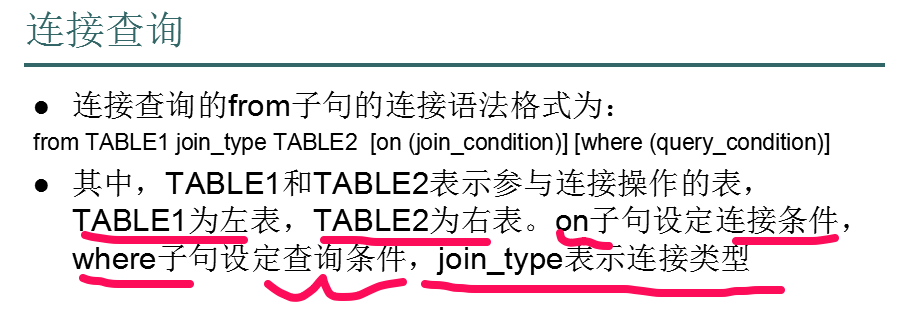 连接查询
● 连接查询的from子句的连接语法格式为：
from TABLE1 join_type TABLE2 [on (join_condition)] [where (query_condition)]
● 其中，TABLE1和TABLE2表示参与连接操作的表，
TABLE1为左表，TABLE2为右表。on子句设定连接条件，
where子句设定查询条件，join_type表示连接类型